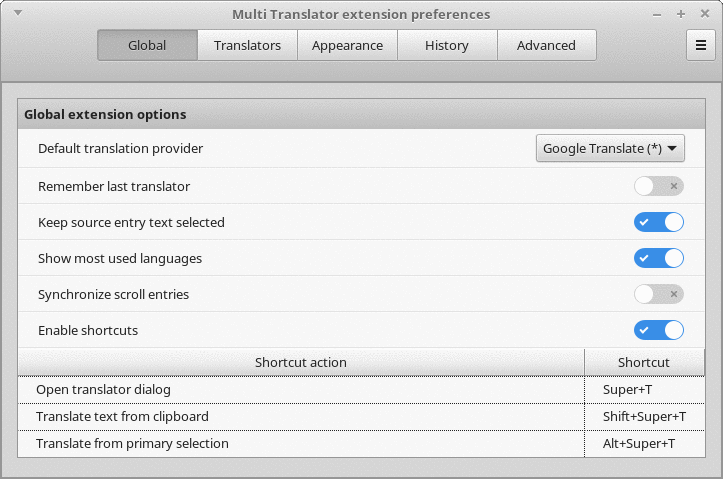 Multi Translator extension preferences
Global Translators Appearance History Advanced
Global extension options
Default translation provider Google Translate (*)
Remember last translator
Keep source entry text selected
Show most used languages
Synchronize scroll entries
Enable shortcuts
Shortcut action Shortcut
Open translator dialog Super+T
Translate text from clipboard Shift+Super+T
Translate from primary selection Alt+Super+T